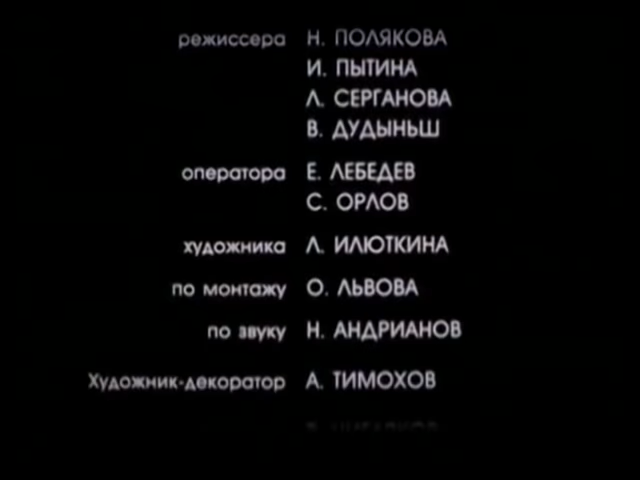 режиссера Н. ПОЛЯКОВА
И. ПЫТИНА
Л. СЕРГАНОВА
В. ДУДЫНЬШ
оператора Е. ЛЕБЕДЕВ
С. ОРЛОВ
художника Л. ИЛЮТКИНА
по монтажу О. ЛЬВОВА
по звуку Н. АНДРИАНОВ
Художник-декоратор А. ТИМОХОВ